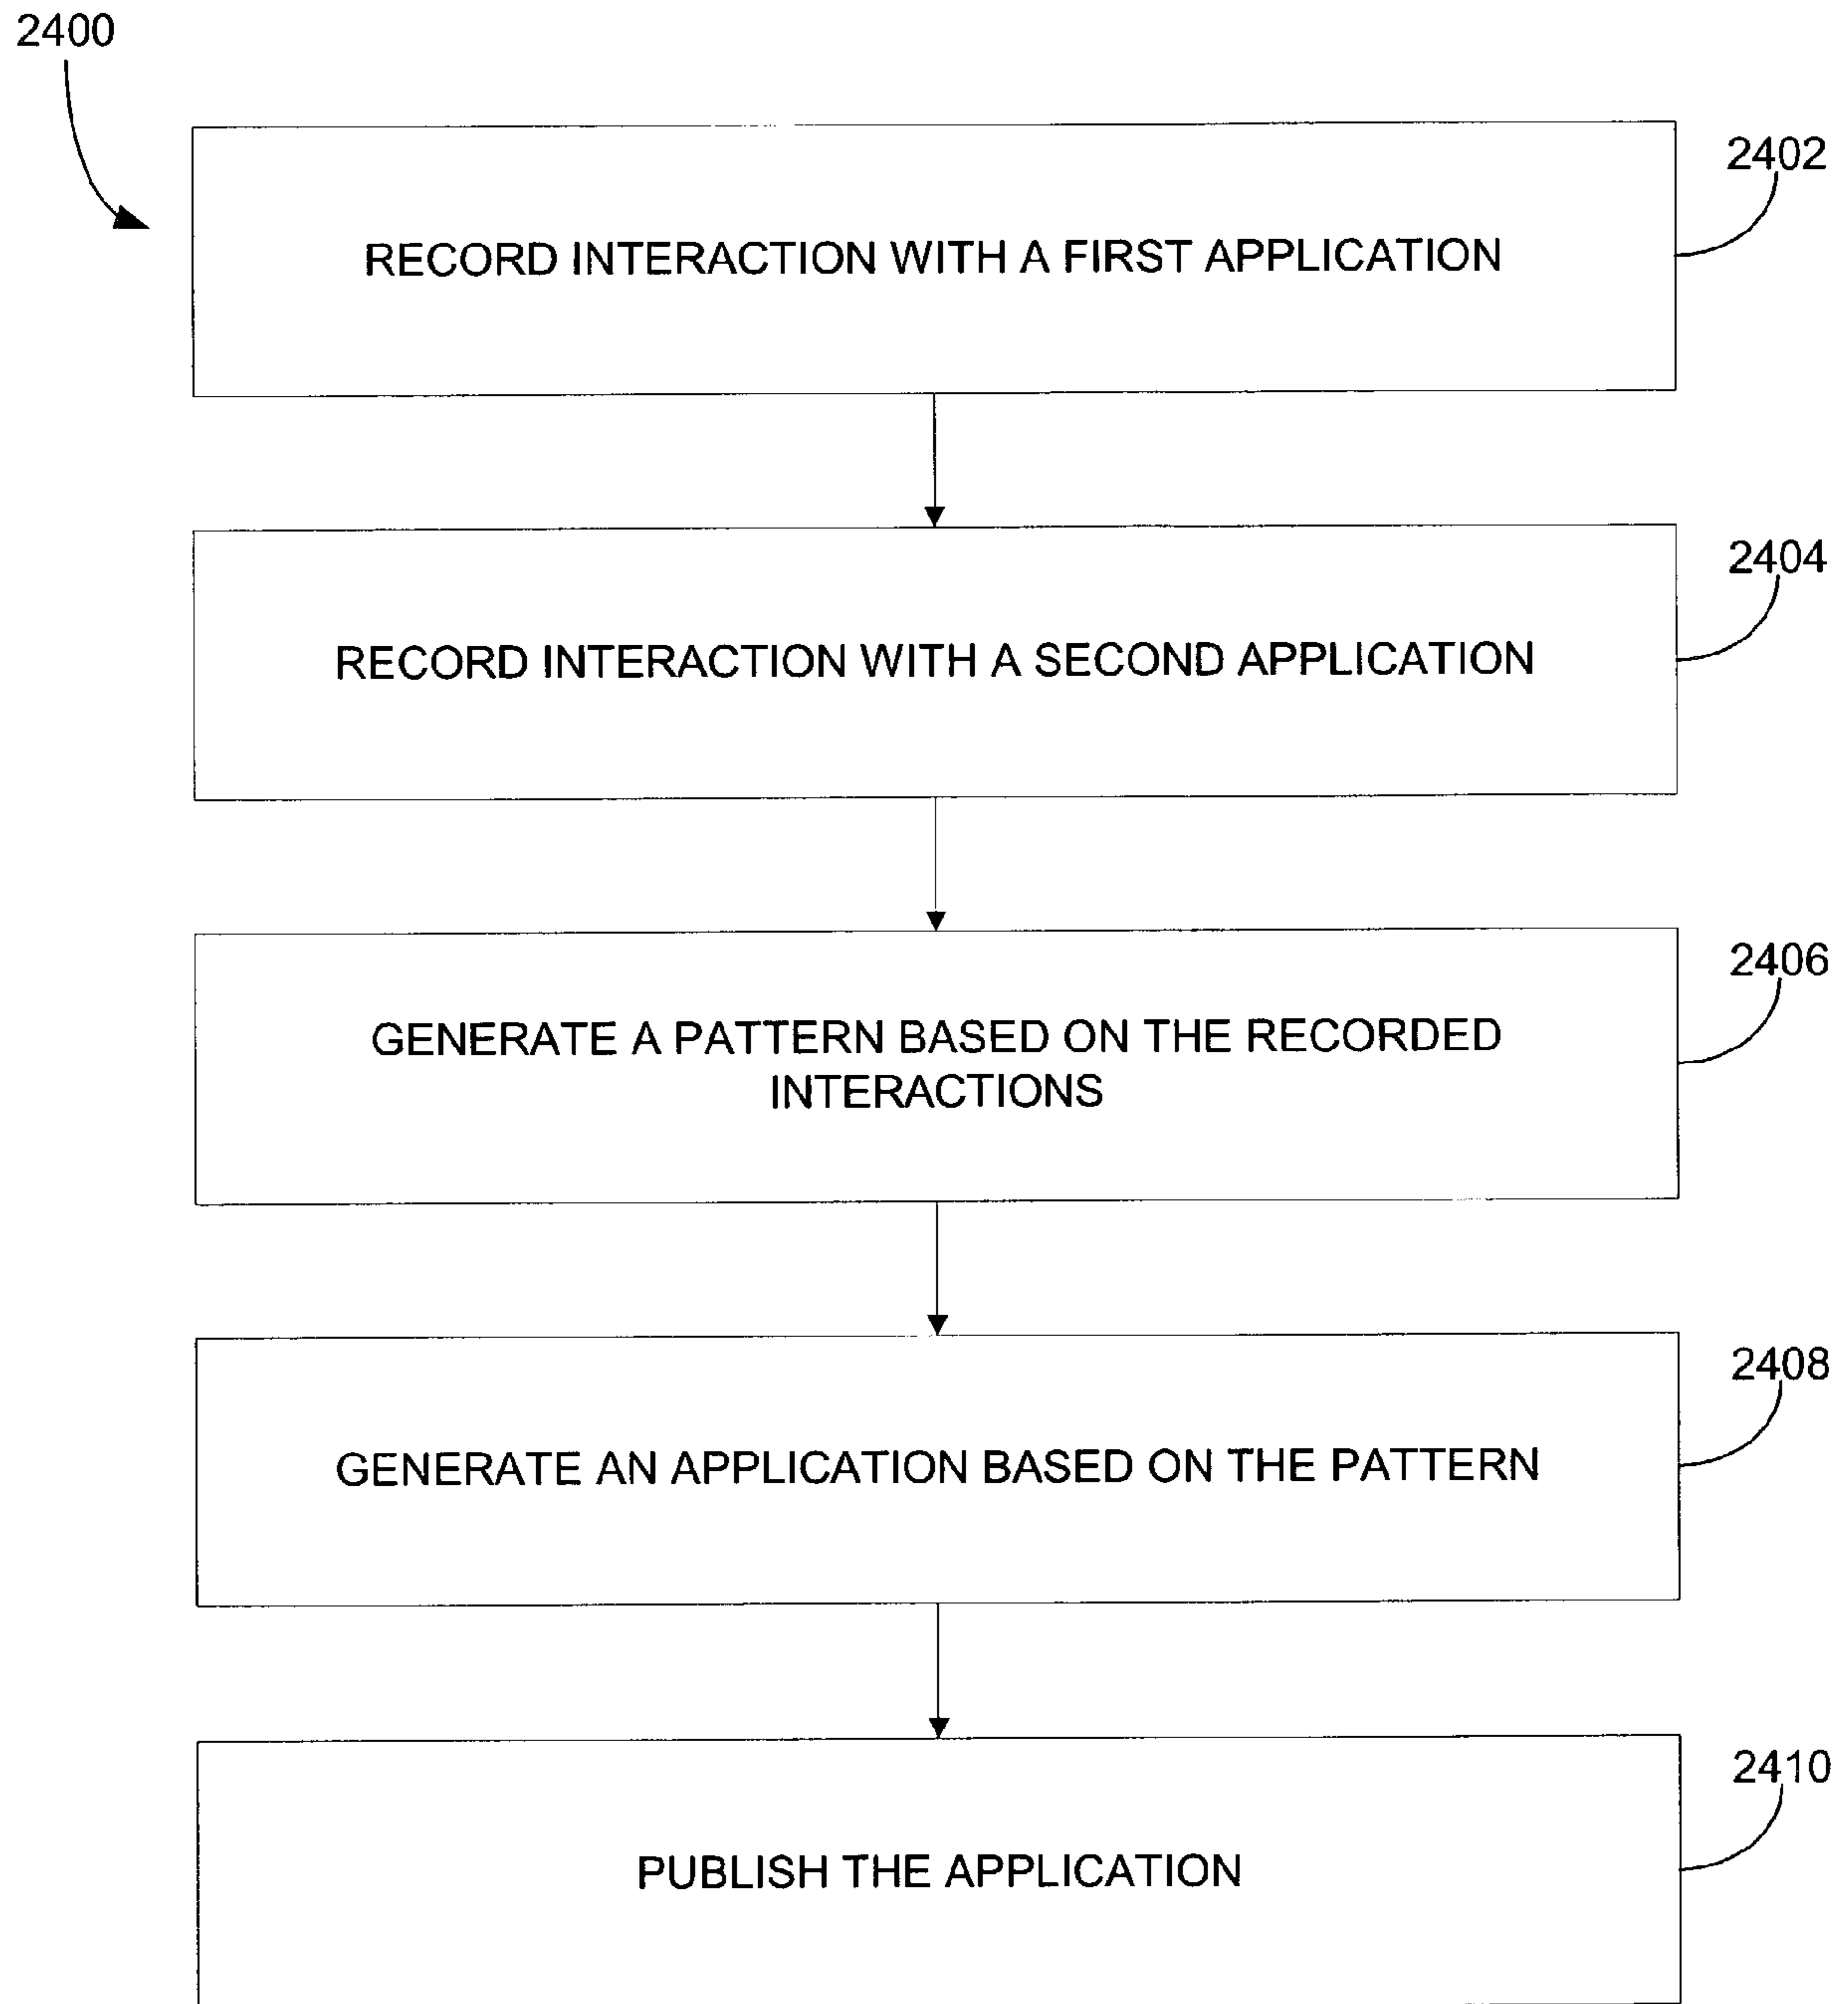 2400
2402
RECORD INTERACTION WITH A FIRST APPLICATION
2404
RECORD INTERACTION WITH A SECOND APPLICATION
2406
GENERATE A PATTERN BASED ON THE RECORDED
INTERACTIONS
2408
GENERATE AN APPLICATION BASED ON THE PATTERN
2410
PUBLISH THE APPLICATION